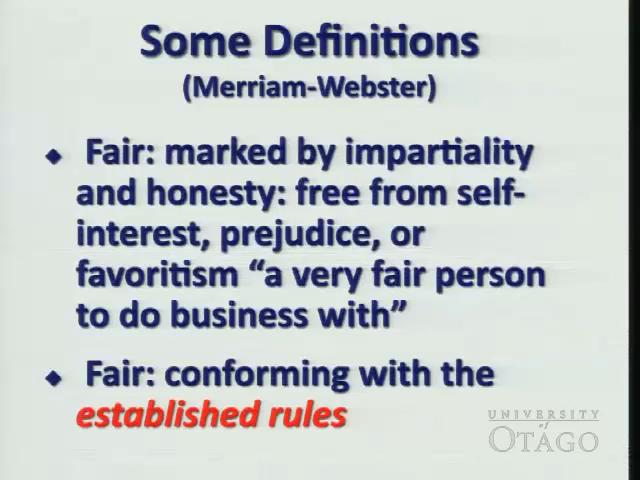 Some Definitions
(Merriam-Webster)
◆ Fair: marked by impartiality
and honesty: free from self-
interest, prejudice, or
favoritism “a very fair person
to do business with”
◆ Fair: conforming with the
established rules
UNIVERSITY
of
OTAGO